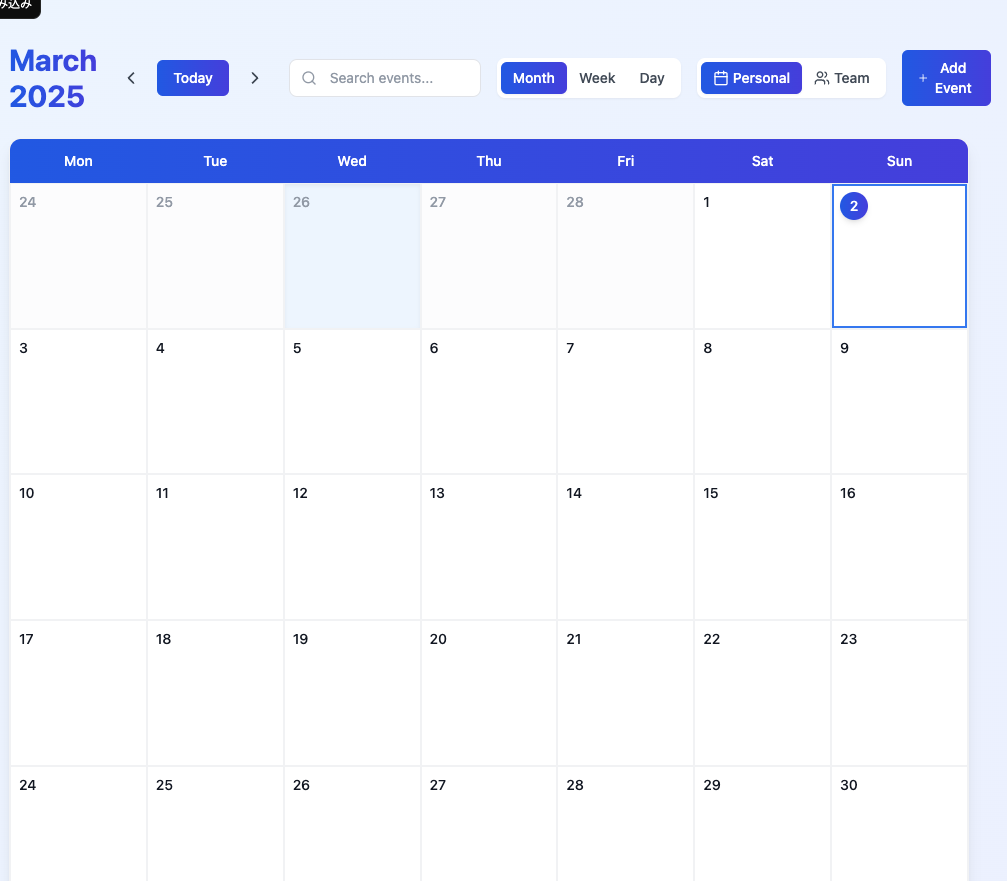 み込み
March
2025
Today
Search events...
Month Week Day
Personal Team
Add
Event
Mon Tue Wed Thu Fri Sat Sun
24 25 26 27 28 1 2
3 4 5 6 7 8 9
10 11 12 13 14 15 16
17 18 19 20 21 22 23
24 25 26 27 28 29 30